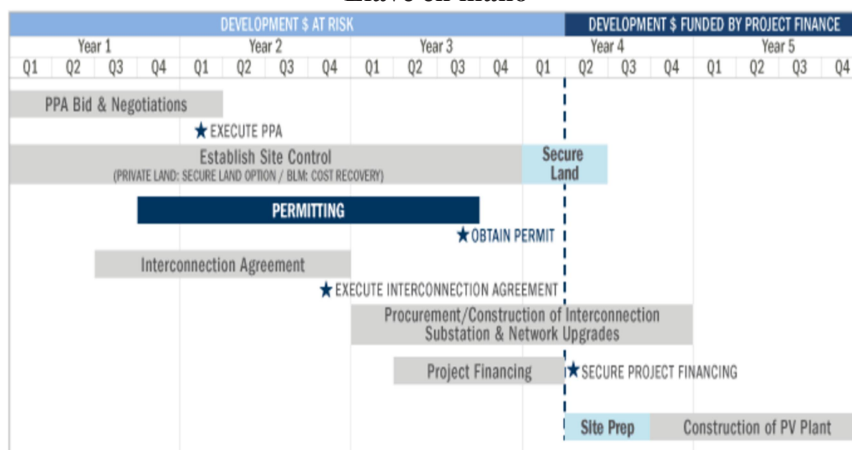 DEVELOPMENT $ AT RISK DEVELOPMENT $ FUNDED BY PROJECT FINANCE
Year 1 Year 2 Year 3 Year 4 Year 5
Q1 Q2 Q3 Q4 Q1 Q2 Q3 Q4 Q1 Q2 Q3 Q4 Q1 Q2 Q3 Q4 Q1 Q2 Q3 Q4
PPA Bid & Negotiations
★ EXECUTE PPA
Establish Site Control
(PRIVATE LAND: SECURE LAND OPTION / BLM: COST RECOVERY)
Secure
Land
PERMITTING
★ OBTAIN PERMIT
Interconnection Agreement
★ EXECUTE INTERCONNECTION AGREEMENT
Procurement/Construction of Interconnection
Substation & Network Upgrades
Project Financing
★ SECURE PROJECT FINANCING
Site Prep
Construction of PV Plant